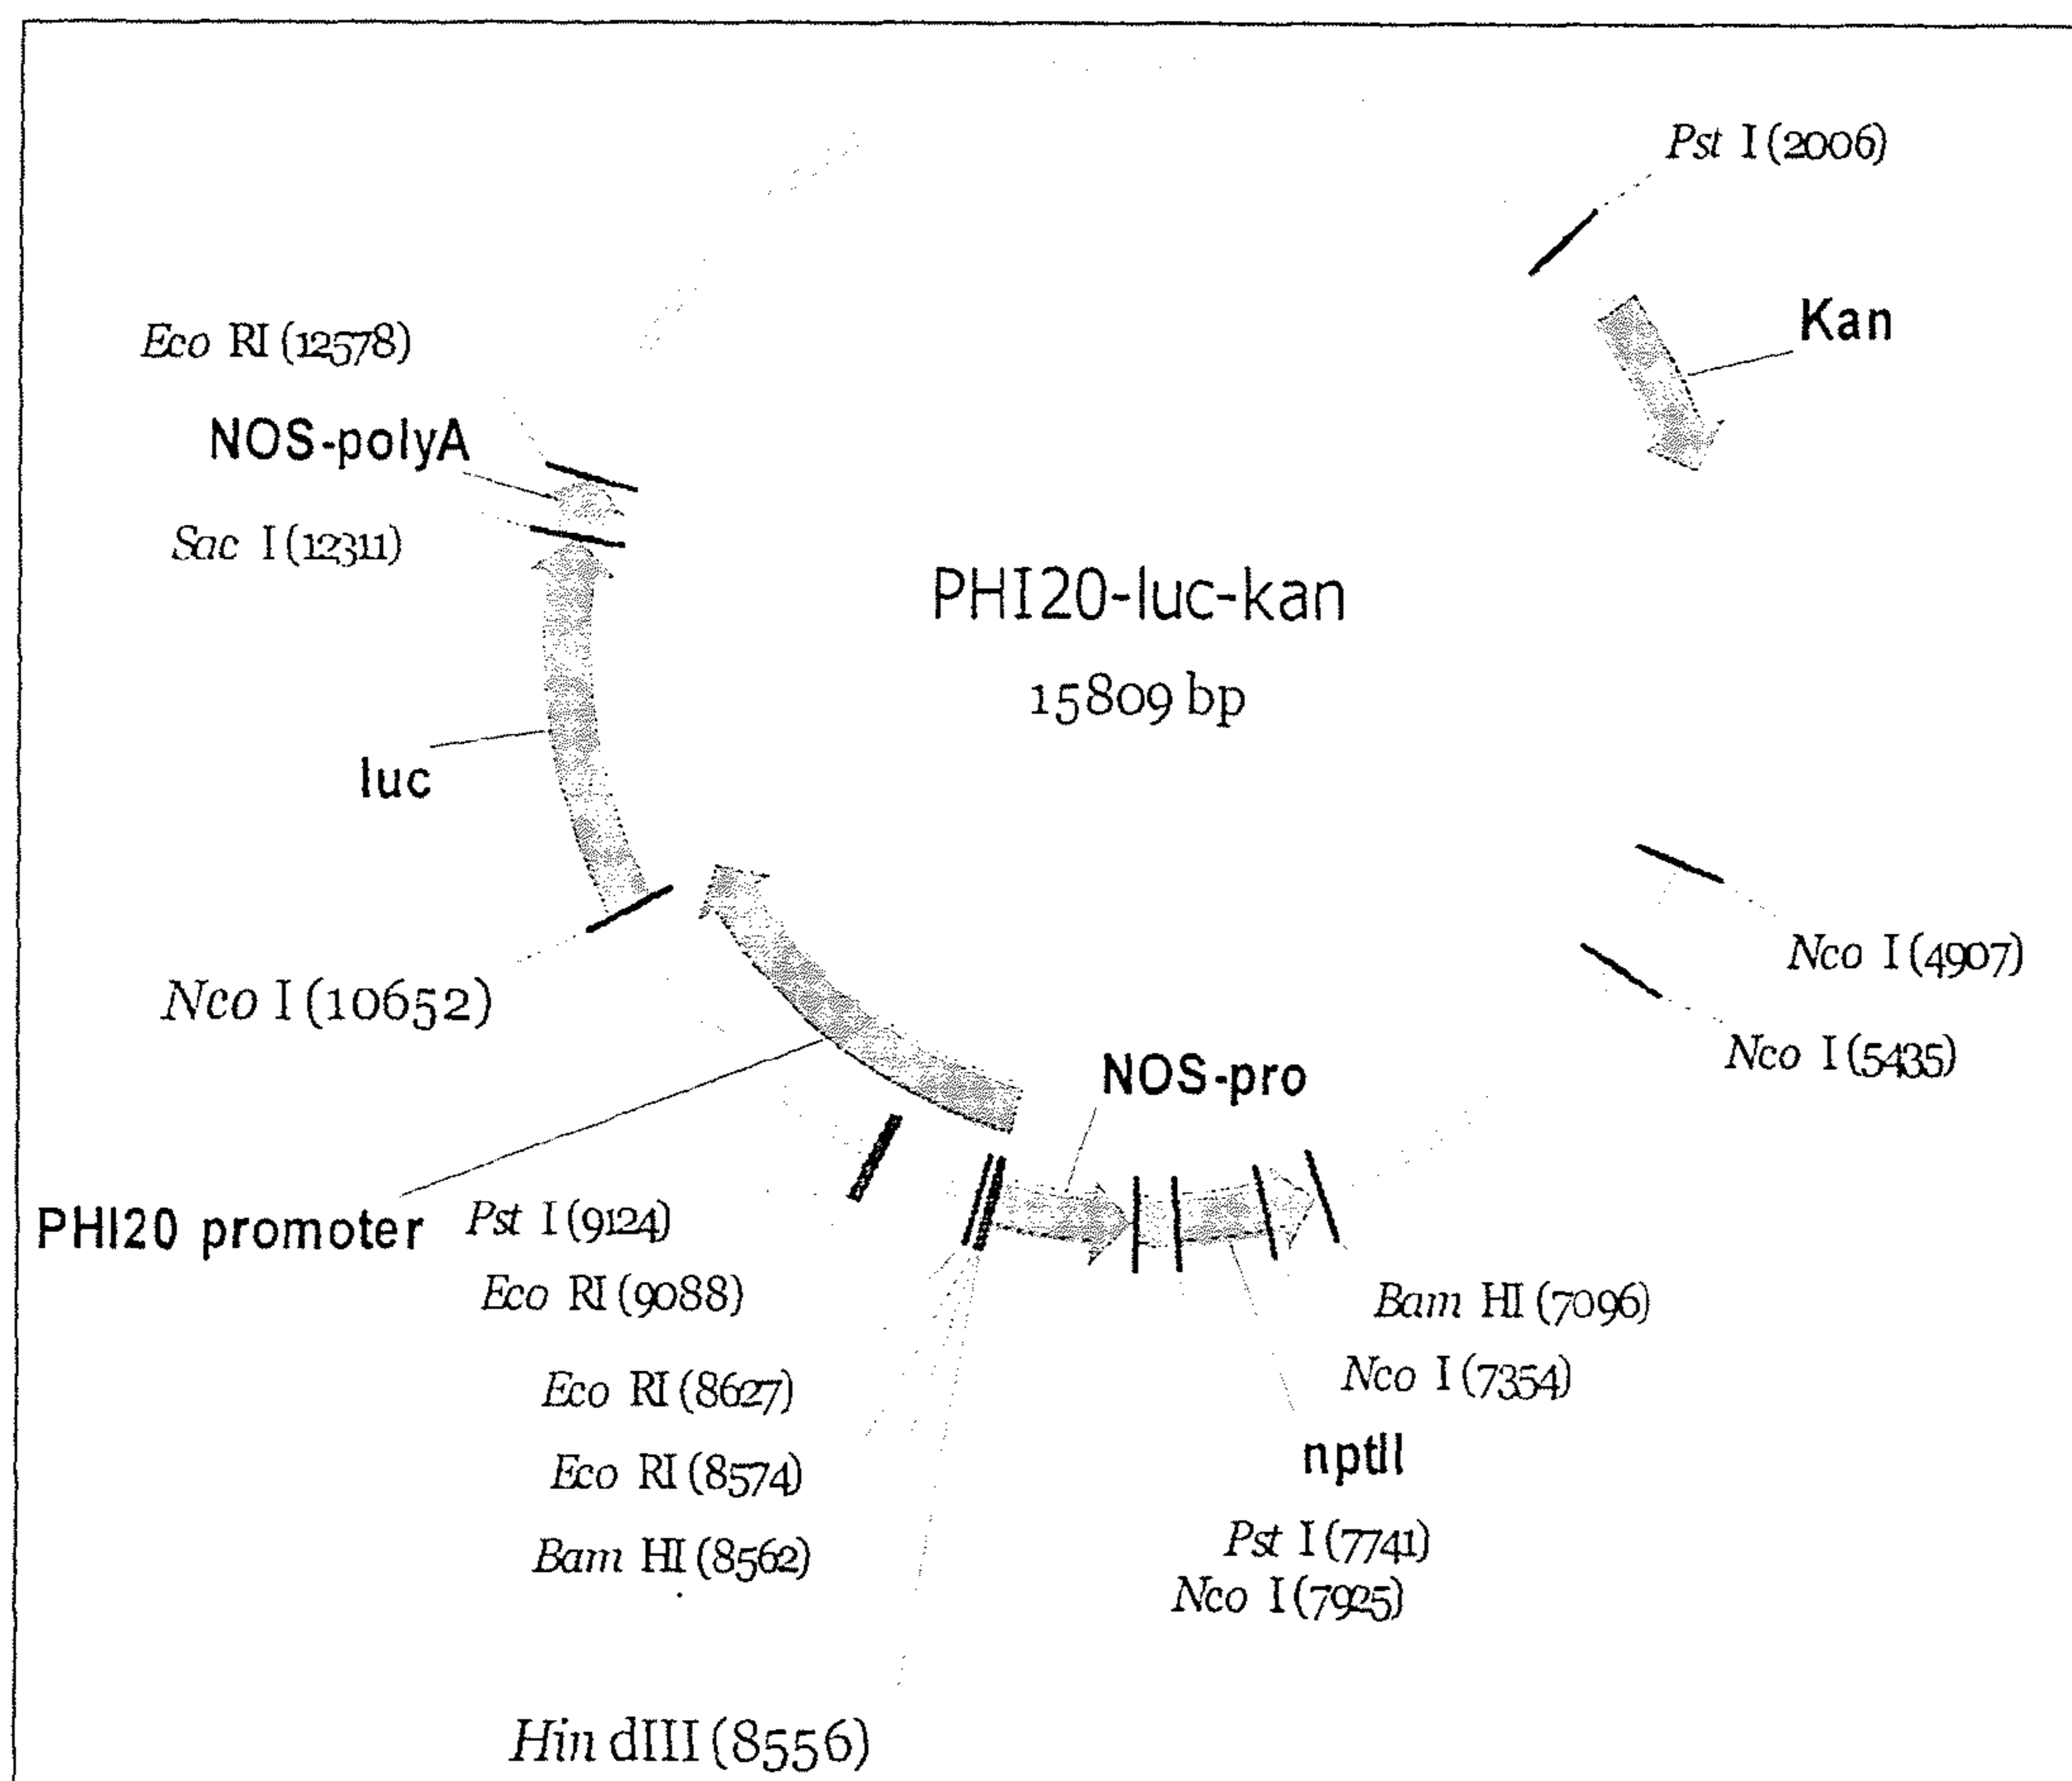 Pst I (2006)
Kan
Eco RI (12578)
NOS-polyA
Sac I (12311)
PHI20-luc-kan
15809 bp
luc
Nco I (4907)
Nco I (10652)
Nco I (5435)
NOS-pro
PHI20 promoter
Pst I (9124)
Eco RI (9088)
Bam HI (7096)
Nco I (7354)
Eco RI (8627)
nptII
Eco RI (8574)
Pst I (7741)
Bam HI (8562)
Nco I (7925)
Hin dIII (8556)